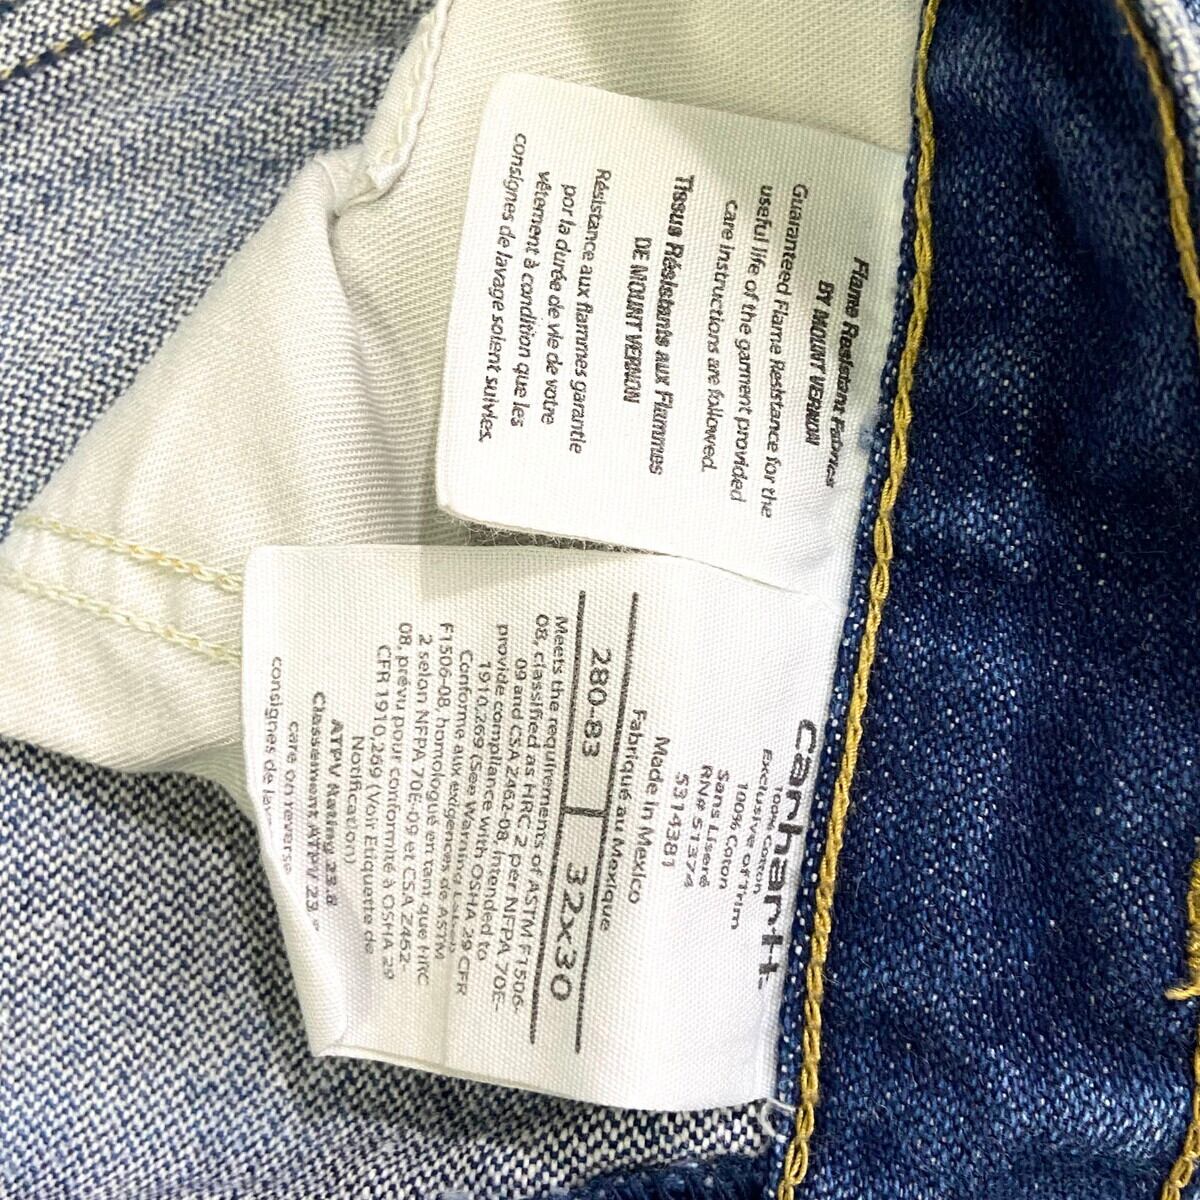 Flame Resistant Fabrics
BY MOUNT VERNON
Guaranteed Flame Resistance for the
useful life of the garment provided
care instructions are followed.
Tissus Résistants aux Flammes
DE MOUNT VERNON
Résistance aux flammes garantie
por la durée de vie de votre
vêtement à condition que les
consignes de lavage soient suivies.
carhartt
100% Cotton
Exclusive of Trim
100% Coton
Sans Liseré
RN# 51374
5314381
Made In Mexico
Fabriqué au Mexique
280-83 32x30
Meets the requirements of ASTM F1506-
08, classified as HRC 2 per NFPA 70E-
09 and CSA Z462-08, Intended to
provide compliance with OSHA 29 CFR
1910.269 (See Warning
Conforme aux exigences de ASTM
F1506-08, homologué en tant que HRC
2 selon NFPA 70E-09 et CSA Z462-
08, prévu pour conformité à OSHA 29
CFR 1910,269 (Voir Etiquette de
Notification)
ATPV Rating 23.8
Classement ATPV 23.
care on reverse
consignes de